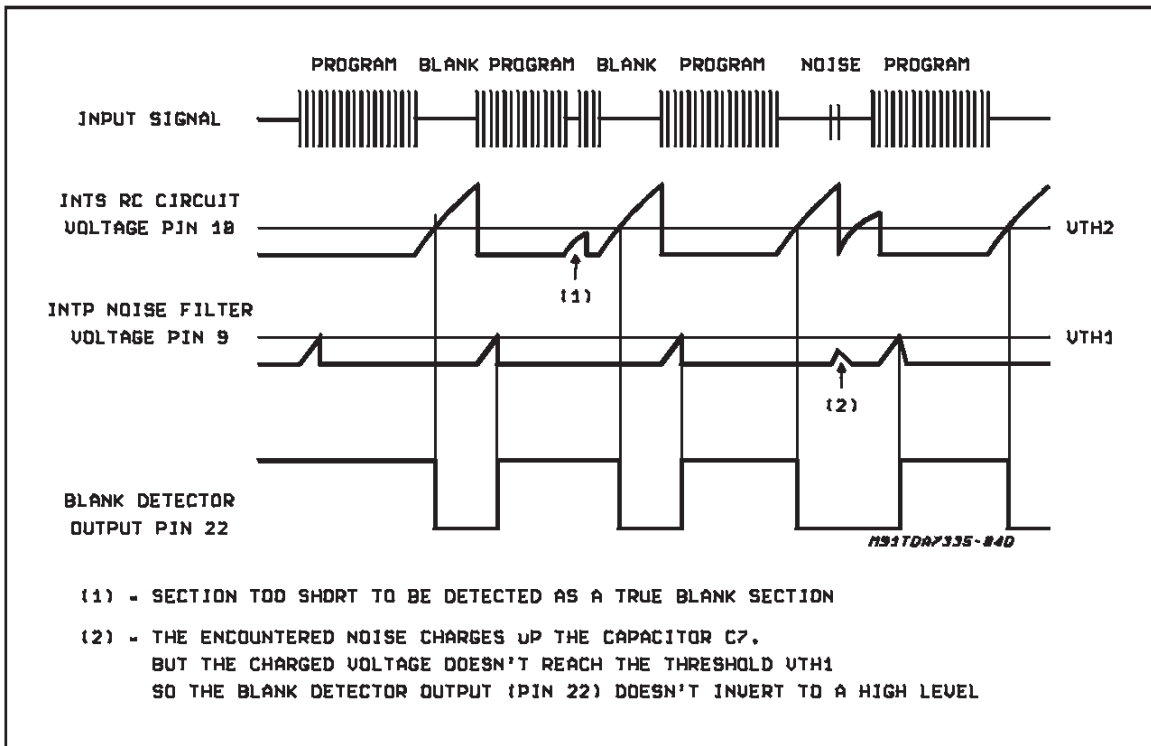 PROGRAM BLANK PROGRAM BLANK PROGRAM NOISE PROGRAM
INPUT SIGNAL
INTS RC CIRCUIT
VOLTAGE PIN 10
VTH2
(1)
INTP NOISE FILTER
VOLTAGE PIN 9
VTH1
(2)
BLANK DETECTOR
OUTPUT PIN 22
M91TDA7335-04D
(1) - SECTION TOO SHORT TO BE DETECTED AS A TRUE BLANK SECTION
(2) - THE ENCOUNTERED NOISE CHARGES UP THE CAPACITOR C7.
BUT THE CHARGED VOLTAGE DOESN'T REACH THE THRESHOLD VTH1
SO THE BLANK DETECTOR OUTPUT (PIN 22) DOESN'T INVERT TO A HIGH LEVEL